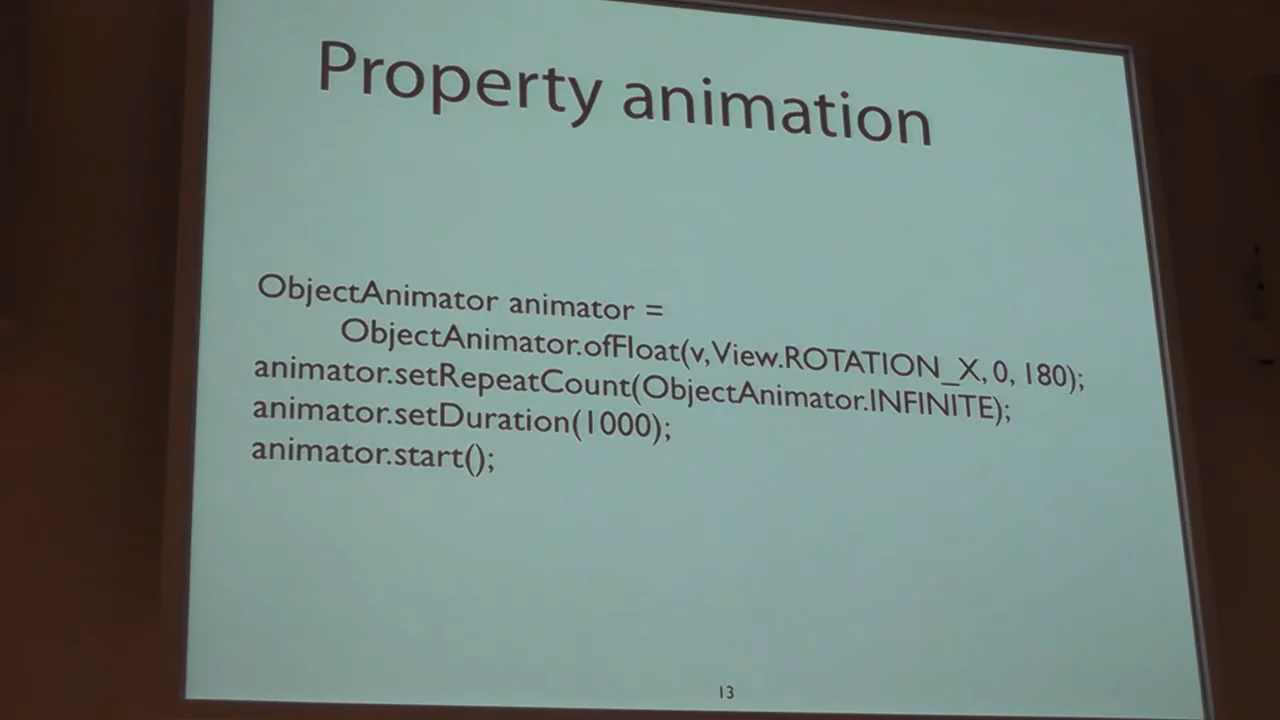 Property animation
ObjectAnimator animator =
ObjectAnimator.ofFloat(v, View.ROTATION_X, 0, 180);
animator.setRepeatCount(ObjectAnimator.INFINITE);
animator.setDuration(1000);
animator.start();
13